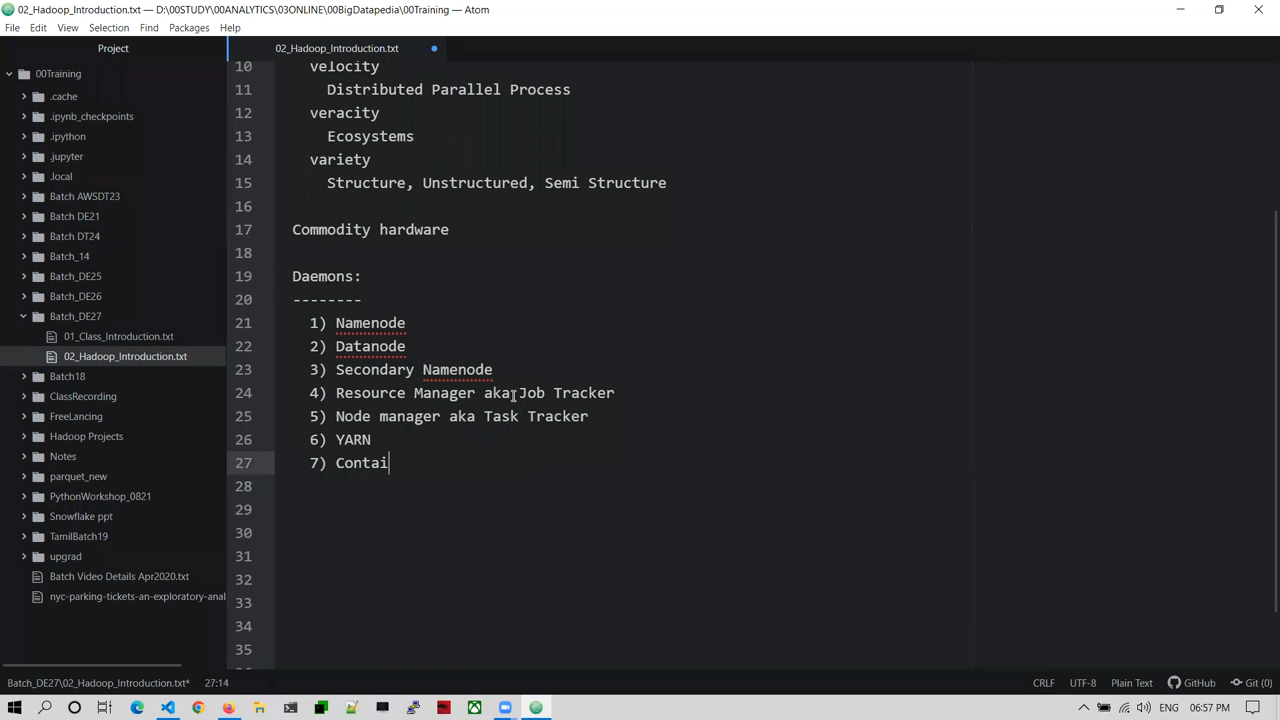 02_Hadoop_Introduction.txt — D:\00STUDY\00ANALYTICS\03ONLINE\00BigDatapedia\00Training — Atom
File Edit View Selection Find Packages Help
Project
00Training
.cache
.ipynb_checkpoints
.ipython
.jupyter
.local
Batch AWSDT23
Batch DE21
Batch DT24
Batch_14
Batch_DE25
Batch_DE26
Batch_DE27
01_Class_Introduction.txt
02_Hadoop_Introduction.txt
Batch18
ClassRecording
FreeLancing
Hadoop Projects
Notes
parquet_new
PythonWorkshop_0821
Snowflake ppt
TamilBatch19
upgrad
Batch Video Details Apr2020.txt
nyc-parking-tickets-an-exploratory-anal
02_Hadoop_Introduction.txt
10 velocity
11 Distributed Parallel Process
12 veracity
13 Ecosystems
14 variety
15 Structure, Unstructured, Semi Structure
16
17 Commodity hardware
18
19 Daemons:
20 --------
21 1) Namenode
22 2) Datanode
23 3) Secondary Namenode
24 4) Resource Manager aka Job Tracker
25 5) Node manager aka Task Tracker
26 6) YARN
27 7) Contai
28
29
30
31
32
33
34
35
Batch_DE27\02_Hadoop_Introduction.txt* 27:14 CRLF UTF-8 Plain Text GitHub Git (0)
ENG 06:57 PM